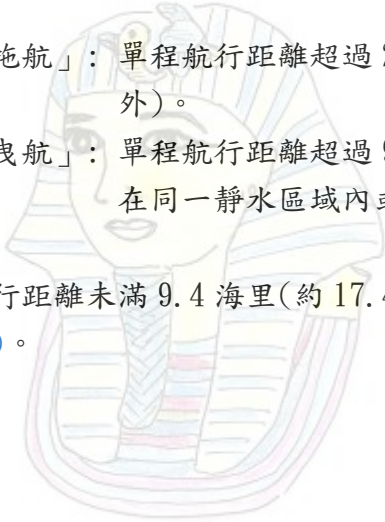 拖航」：單程航行距離超過
外)。
曳航」：單程航行距離超過
在同一靜水區域內
行距離未滿 9.4 海里(約 17.4
)。